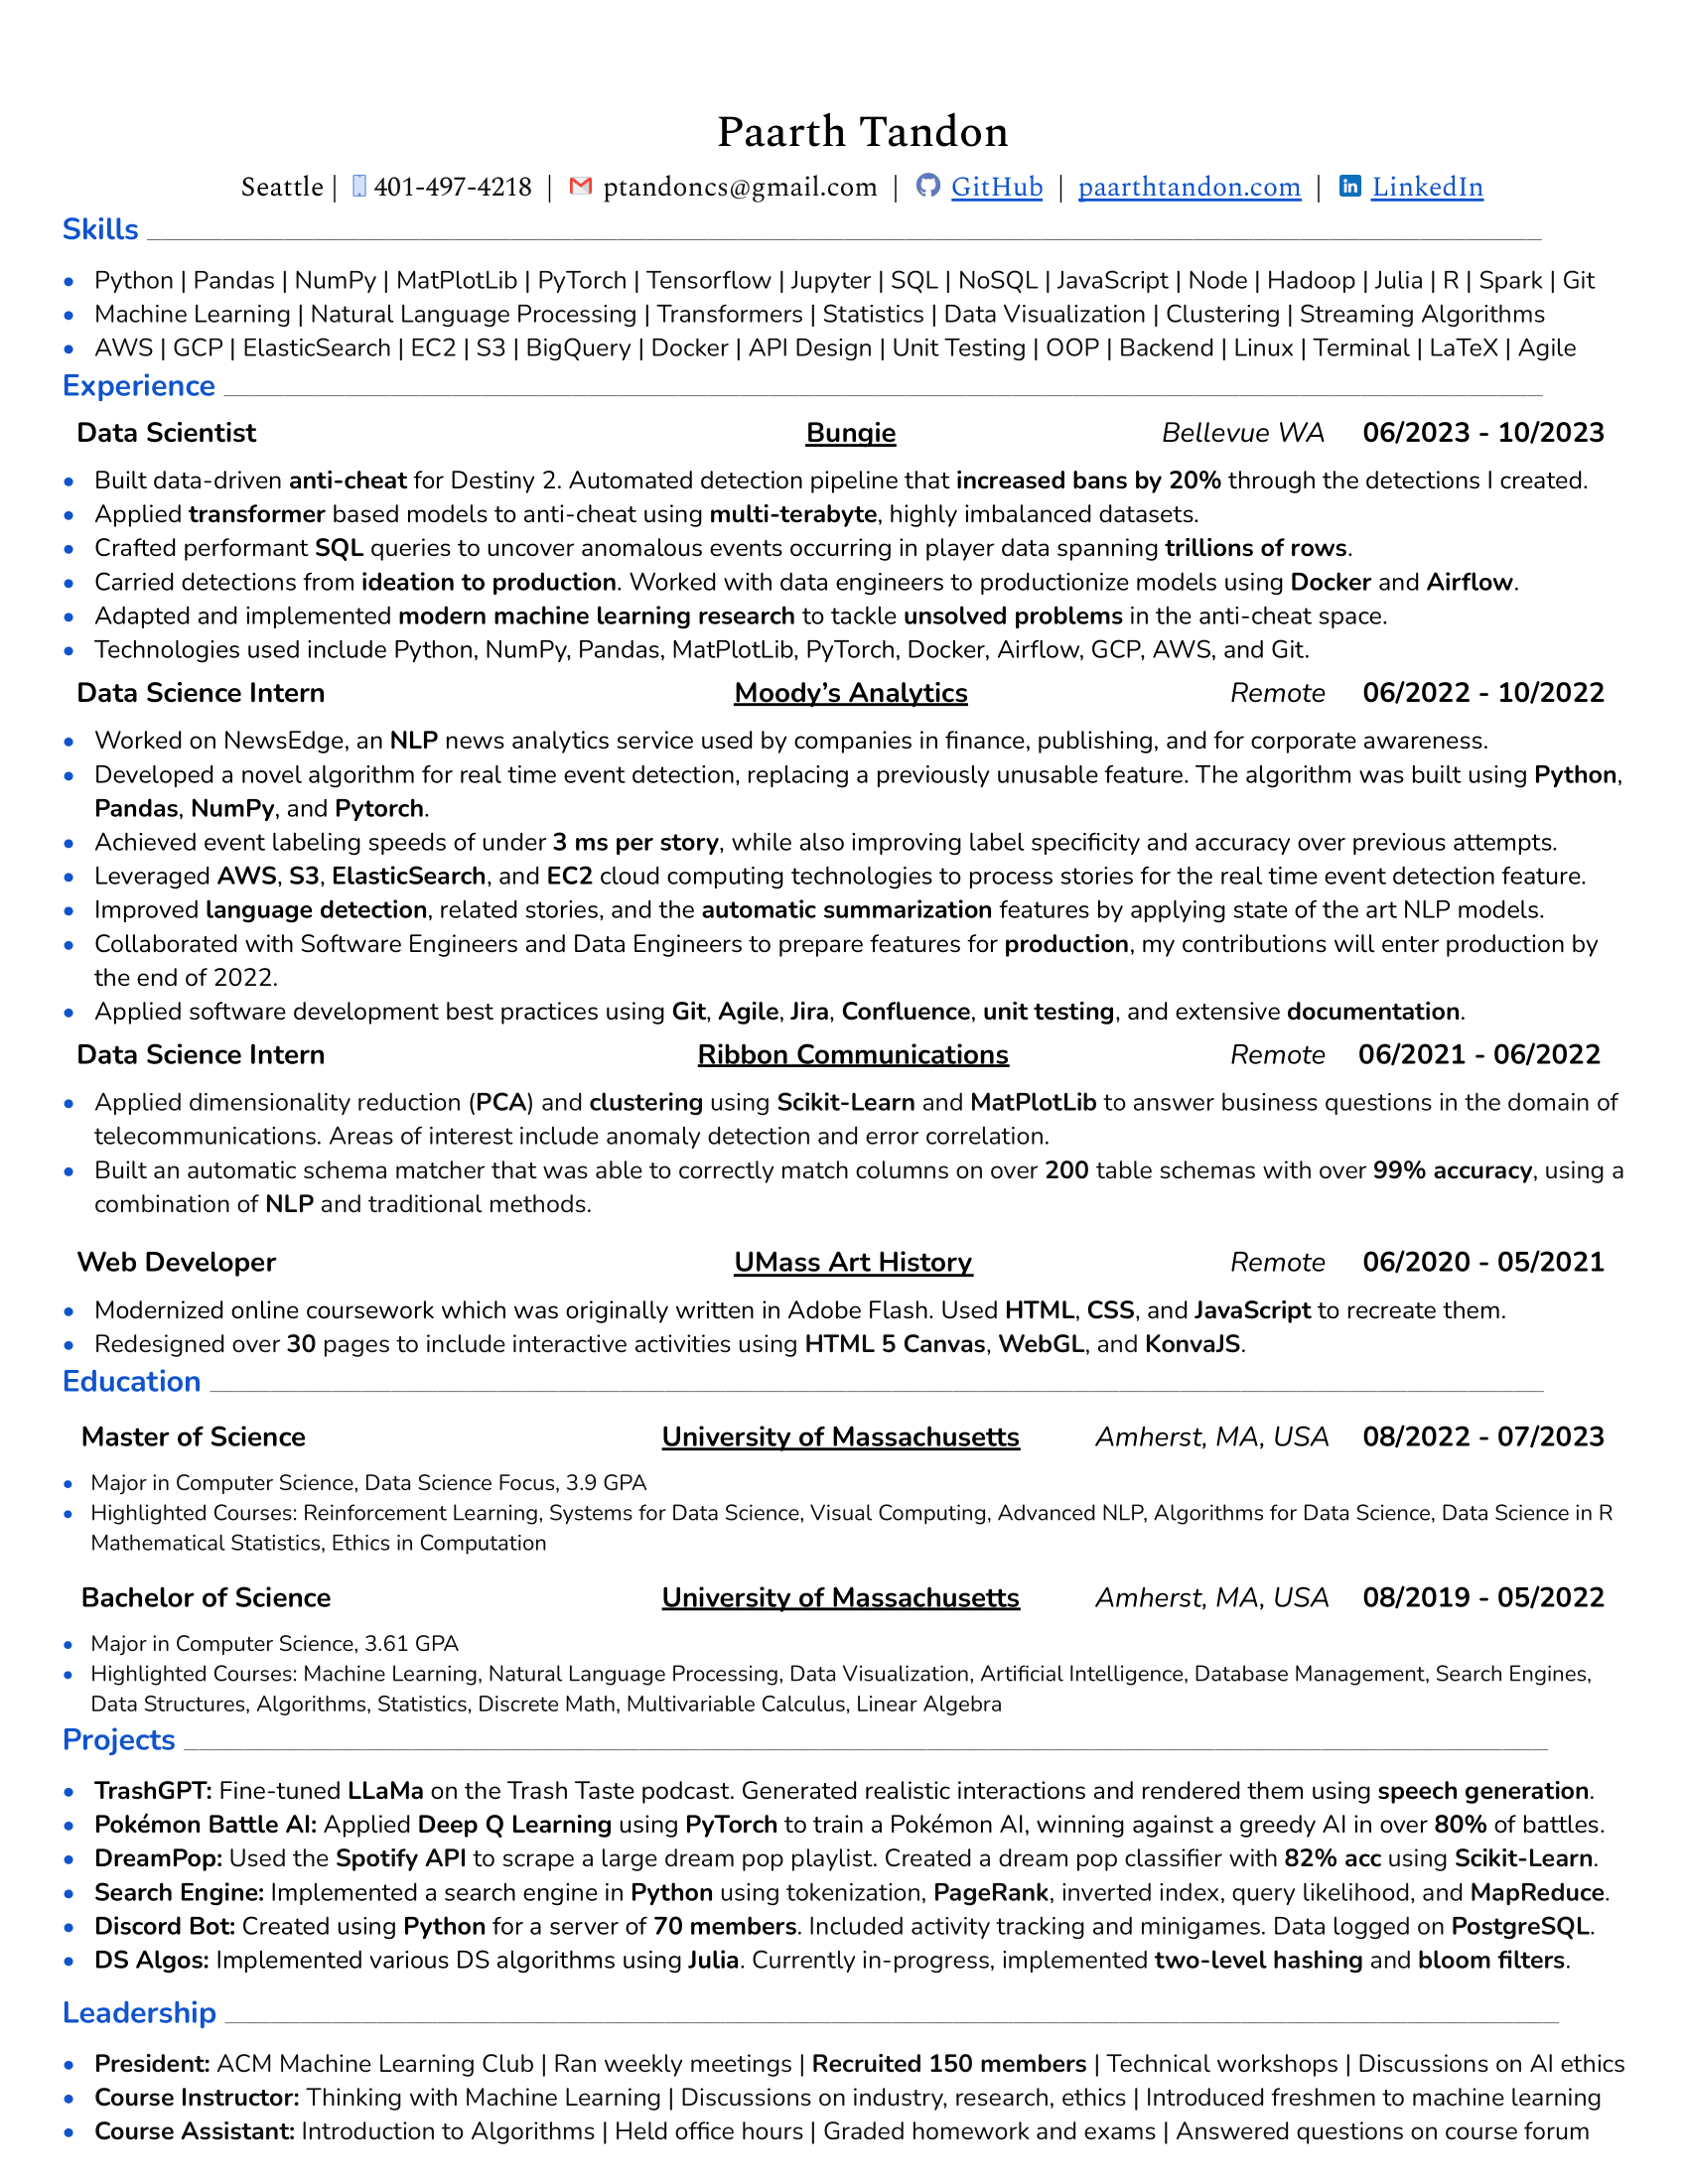 Paarth Tandon
Seattle | 401-497-4218 | ptandoncs@gmail.com | GitHub | paarthtandon.com | LinkedIn
Skills
• Python | Pandas | NumPy | MatPlotLib | PyTorch | Tensorflow | Jupyter | SQL | NoSQL | JavaScript | Node | Hadoop | Julia | R | Spark | Git
• Machine Learning | Natural Language Processing | Transformers | Statistics | Data Visualization | Clustering | Streaming Algorithms
• AWS | GCP | ElasticSearch | EC2 | S3 | BigQuery | Docker | API Design | Unit Testing | OOP | Backend | Linux | Terminal | LaTeX | Agile
Experience
Data Scientist Bungie Bellevue WA 06/2023 - 10/2023
• Built data-driven anti-cheat for Destiny 2. Automated detection pipeline that increased bans by 20% through the detections I created.
• Applied transformer based models to anti-cheat using multi-terabyte, highly imbalanced datasets.
• Crafted performant SQL queries to uncover anomalous events occurring in player data spanning trillions of rows.
• Carried detections from ideation to production. Worked with data engineers to productionize models using Docker and Airflow.
• Adapted and implemented modern machine learning research to tackle unsolved problems in the anti-cheat space.
• Technologies used include Python, NumPy, Pandas, MatPlotLib, PyTorch, Docker, Airflow, GCP, AWS, and Git.
Data Science Intern Moody’s Analytics Remote 06/2022 - 10/2022
• Worked on NewsEdge, an NLP news analytics service used by companies in finance, publishing, and for corporate awareness.
• Developed a novel algorithm for real time event detection, replacing a previously unusable feature. The algorithm was built using Python,
Pandas, NumPy, and Pytorch.
• Achieved event labeling speeds of under 3 ms per story, while also improving label specificity and accuracy over previous attempts.
• Leveraged AWS, S3, ElasticSearch, and EC2 cloud computing technologies to process stories for the real time event detection feature.
• Improved language detection, related stories, and the automatic summarization features by applying state of the art NLP models.
• Collaborated with Software Engineers and Data Engineers to prepare features for production, my contributions will enter production by
the end of 2022.
• Applied software development best practices using Git, Agile, Jira, Confluence, unit testing, and extensive documentation.
Data Science Intern Ribbon Communications Remote 06/2021 - 06/2022
• Applied dimensionality reduction (PCA) and clustering using Scikit-Learn and MatPlotLib to answer business questions in the domain of
telecommunications. Areas of interest include anomaly detection and error correlation.
• Built an automatic schema matcher that was able to correctly match columns on over 200 table schemas with over 99% accuracy, using a
combination of NLP and traditional methods.
Web Developer UMass Art History Remote 06/2020 - 05/2021
• Modernized online coursework which was originally written in Adobe Flash. Used HTML, CSS, and JavaScript to recreate them.
• Redesigned over 30 pages to include interactive activities using HTML 5 Canvas, WebGL, and KonvaJS.
Education
Master of Science University of Massachusetts Amherst, MA, USA 08/2022 - 07/2023
• Major in Computer Science, Data Science Focus, 3.9 GPA
• Highlighted Courses: Reinforcement Learning, Systems for Data Science, Visual Computing, Advanced NLP, Algorithms for Data Science, Data Science in R
Mathematical Statistics, Ethics in Computation
Bachelor of Science University of Massachusetts Amherst, MA, USA 08/2019 - 05/2022
• Major in Computer Science, 3.61 GPA
• Highlighted Courses: Machine Learning, Natural Language Processing, Data Visualization, Artificial Intelligence, Database Management, Search Engines,
Data Structures, Algorithms, Statistics, Discrete Math, Multivariable Calculus, Linear Algebra
Projects
• TrashGPT: Fine-tuned LLaMa on the Trash Taste podcast. Generated realistic interactions and rendered them using speech generation.
• Pokémon Battle AI: Applied Deep Q Learning using PyTorch to train a Pokémon AI, winning against a greedy AI in over 80% of battles.
• DreamPop: Used the Spotify API to scrape a large dream pop playlist. Created a dream pop classifier with 82% acc using Scikit-Learn.
• Search Engine: Implemented a search engine in Python using tokenization, PageRank, inverted index, query likelihood, and MapReduce.
• Discord Bot: Created using Python for a server of 70 members. Included activity tracking and minigames. Data logged on PostgreSQL.
• DS Algos: Implemented various DS algorithms using Julia. Currently in-progress, implemented two-level hashing and bloom filters.
Leadership
• President: ACM Machine Learning Club | Ran weekly meetings | Recruited 150 members | Technical workshops | Discussions on AI ethics
• Course Instructor: Thinking with Machine Learning | Discussions on industry, research, ethics | Introduced freshmen to machine learning
• Course Assistant: Introduction to Algorithms | Held office hours | Graded homework and exams | Answered questions on course forum